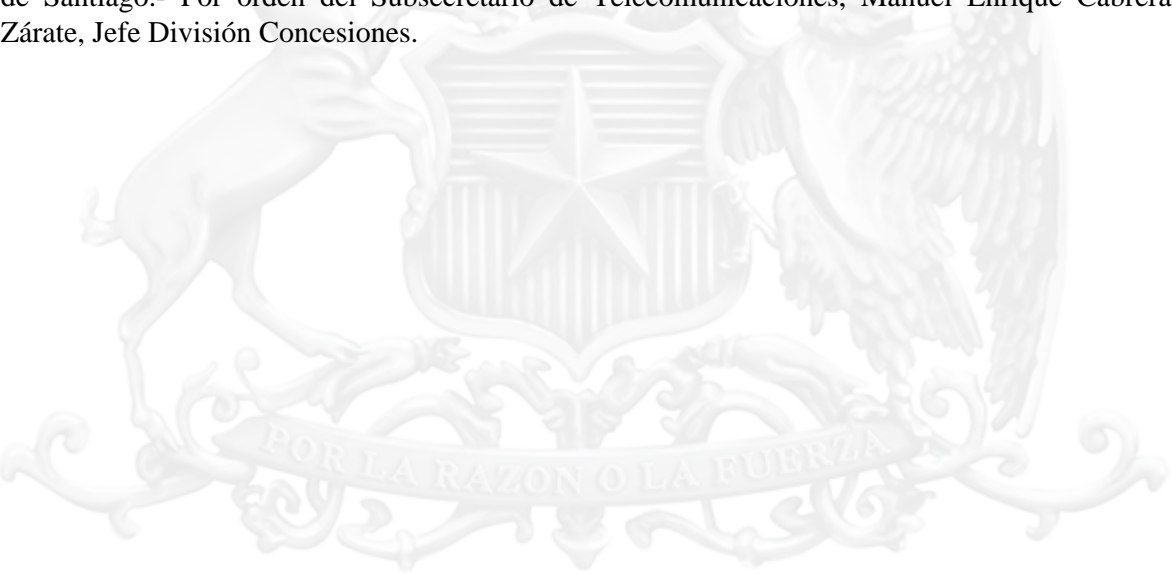 de Santiago.- Por orden del Subsecretario de Telecomunicaciones, Manuel Enrique Cabrera
Zárate, Jefe División Concesiones.
POR LA RAZON O LA FUERZA